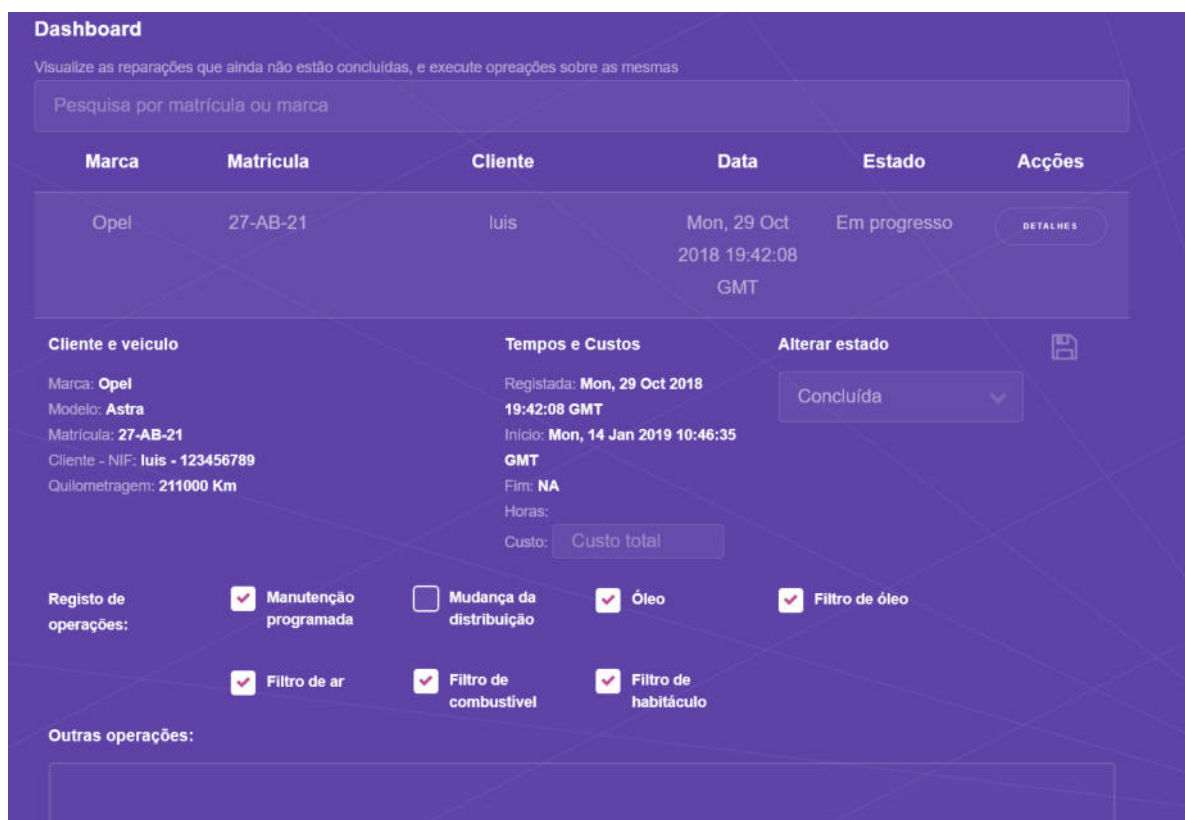 Dashboard
Visualize as reparações que ainda não estão concluídas, e execute opreações sobre as mesmas
Pesquisa por matrícula ou marca
Marca Matrícula Cliente Data Estado Acções
Opel 27-AB-21 luis Mon, 29 Oct Em progresso DETALHES
2018 19:42:08
GMT
Cliente e veiculo
Marca: Opel
Modelo: Astra
Matrícula: 27-AB-21
Cliente - NIF: luis - 123456789
Quilometragem: 211000 Km
Tempos e Custos
Registada: Mon, 29 Oct 2018
19:42:08 GMT
Início: Mon, 14 Jan 2019 10:46:35
GMT
Fim: NA
Horas:
Custo: Custo total
Alterar estado
Concluída
Registo de
operações:
Manutenção
programada
Mudança da
distribuição
Óleo
Filtro de óleo
Filtro de ar
Filtro de
combustível
Filtro de
habitáculo
Outras operações: